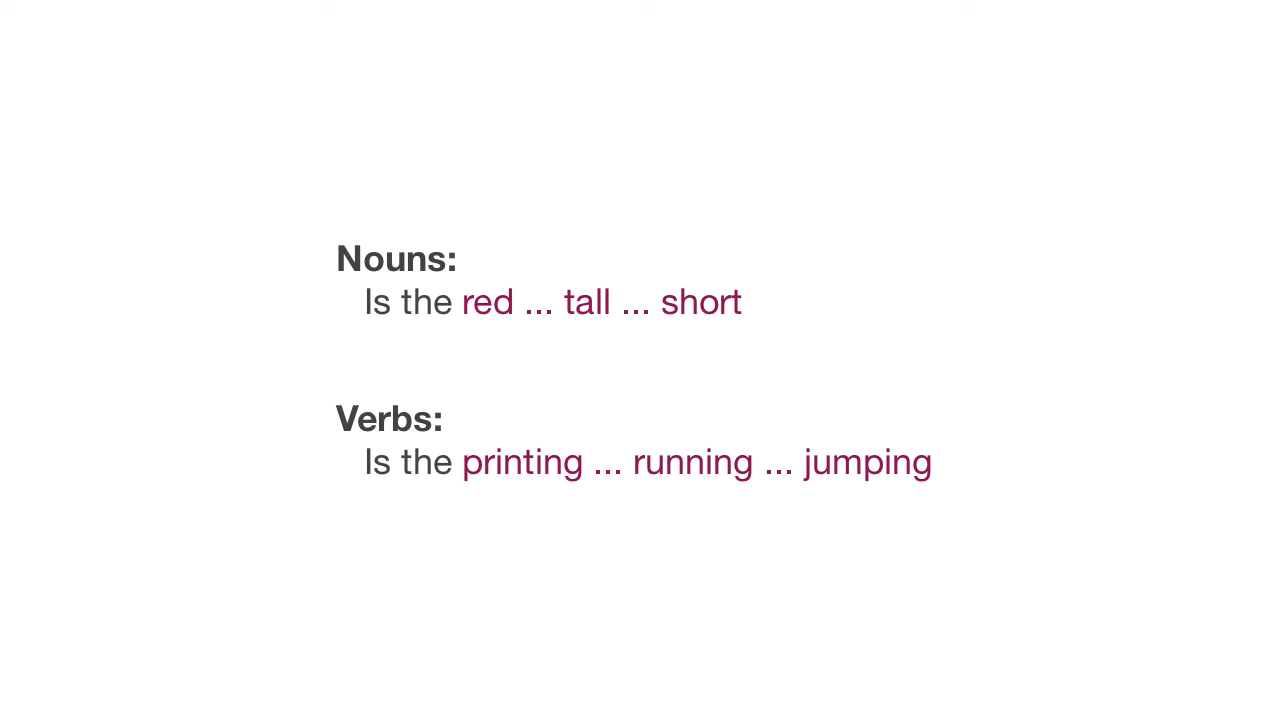 Nouns:
Is the red ... tall ... short
Verbs:
Is the printing ... running ... jumping